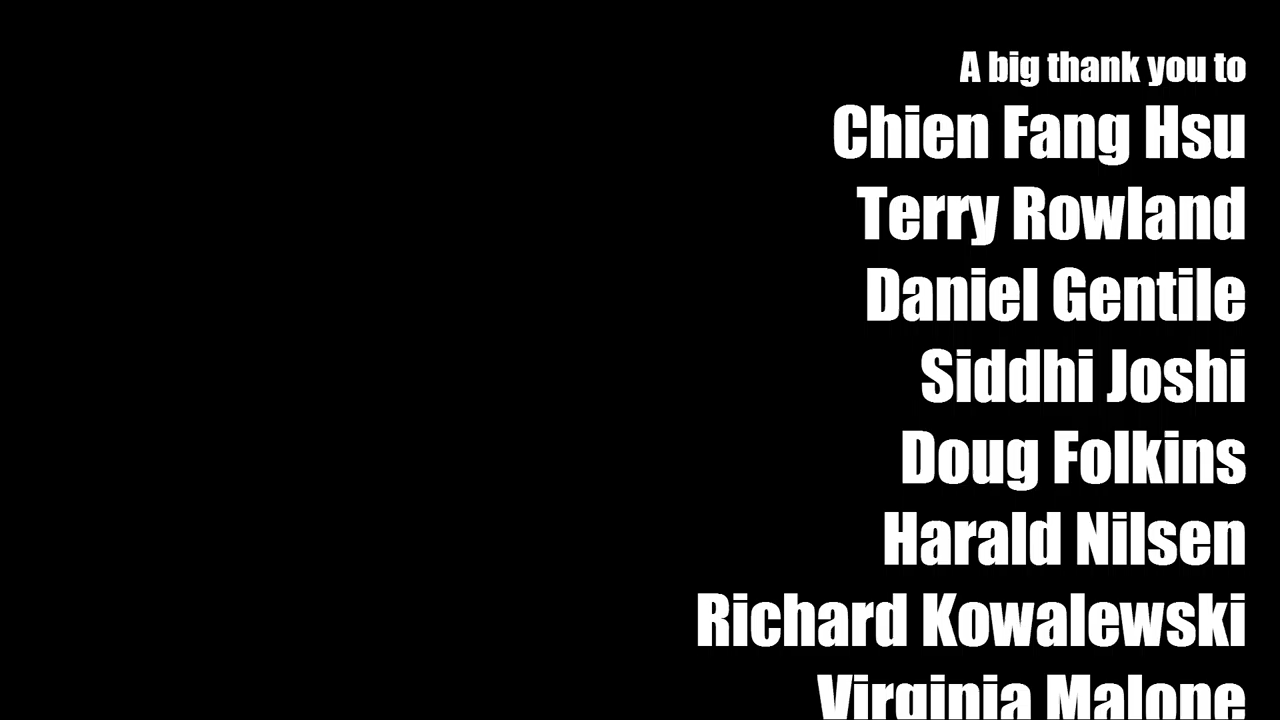 A big thank you to
Chien Fang Hsu
Terry Rowland
Daniel Gentile
Siddhi Joshi
Doug Folkins
Harald Nilsen
Richard Kowalewski
Virginia Malone